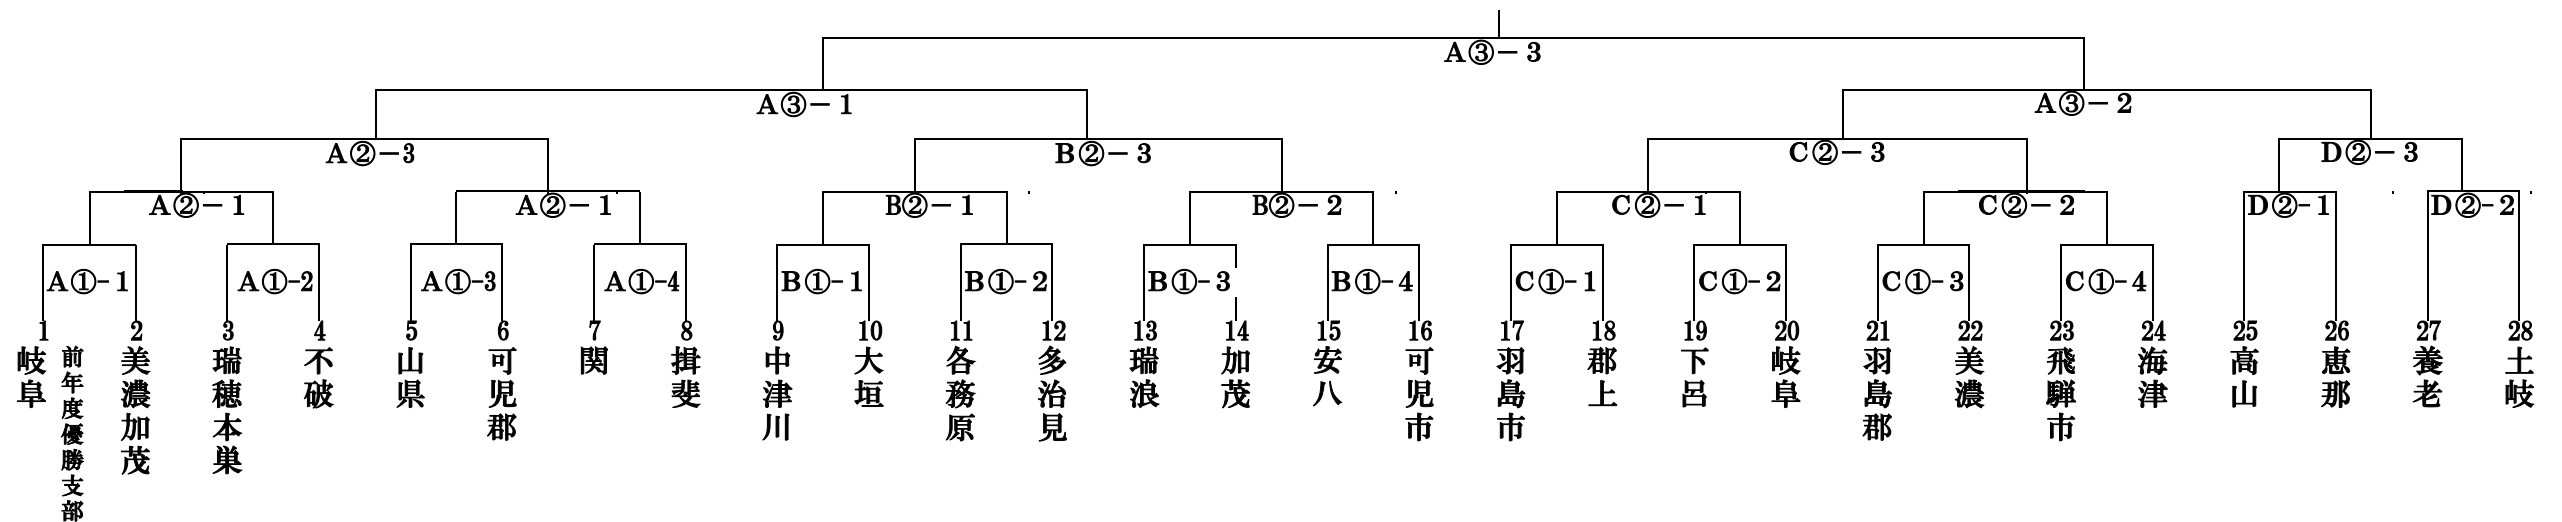 A③－3
A③－1
A③－2
A②－3
B②－3
C②－3
D②－3
A②－1
A②－1
B②－1
B②－2
C②－1
C②－2
D②-1
D②-2
A①-1
A①-2
A①-3
A①-4
B①-1
B①-2
B①-3
B①-4
C①-1
C①-2
C①-3
C①-4
1
岐阜
前年度優勝支部
2
美濃加茂
3
瑞穂本巣
4
不破
5
山県
6
可児郡
7
関
8
揖斐
9
中津川
10
大垣
11
各務原
12
多治見
13
瑞浪
14
加茂
15
安八
16
可児市
17
羽島市
18
郡上
19
下呂
20
岐阜
21
羽島郡
22
美濃
23
飛騨市
24
海津
25
高山
26
恵那
27
養老
28
土岐